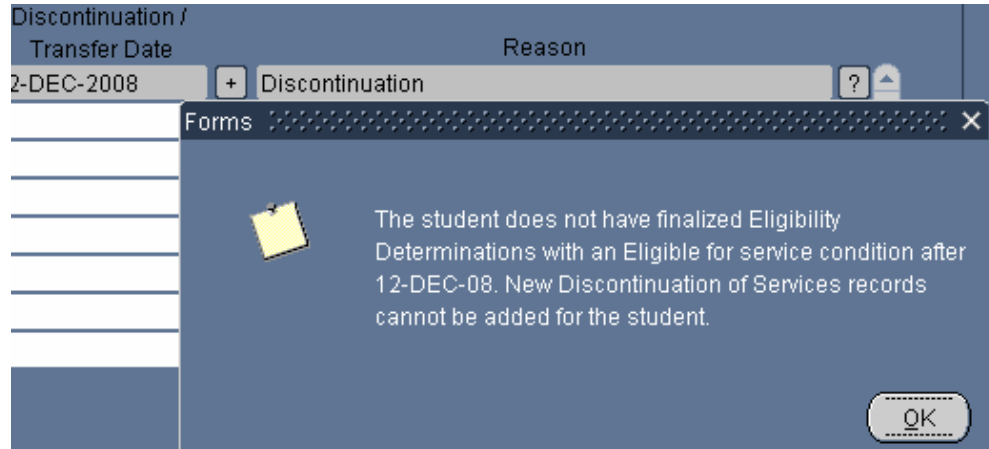 Discontinuation /
Transfer Date
Reason
2-DEC-2008 + Discontinuation ?
Forms
The student does not have finalized Eligibility
Determinations with an Eligible for service condition after
12-DEC-08. New Discontinuation of Services records
cannot be added for the student.
OK